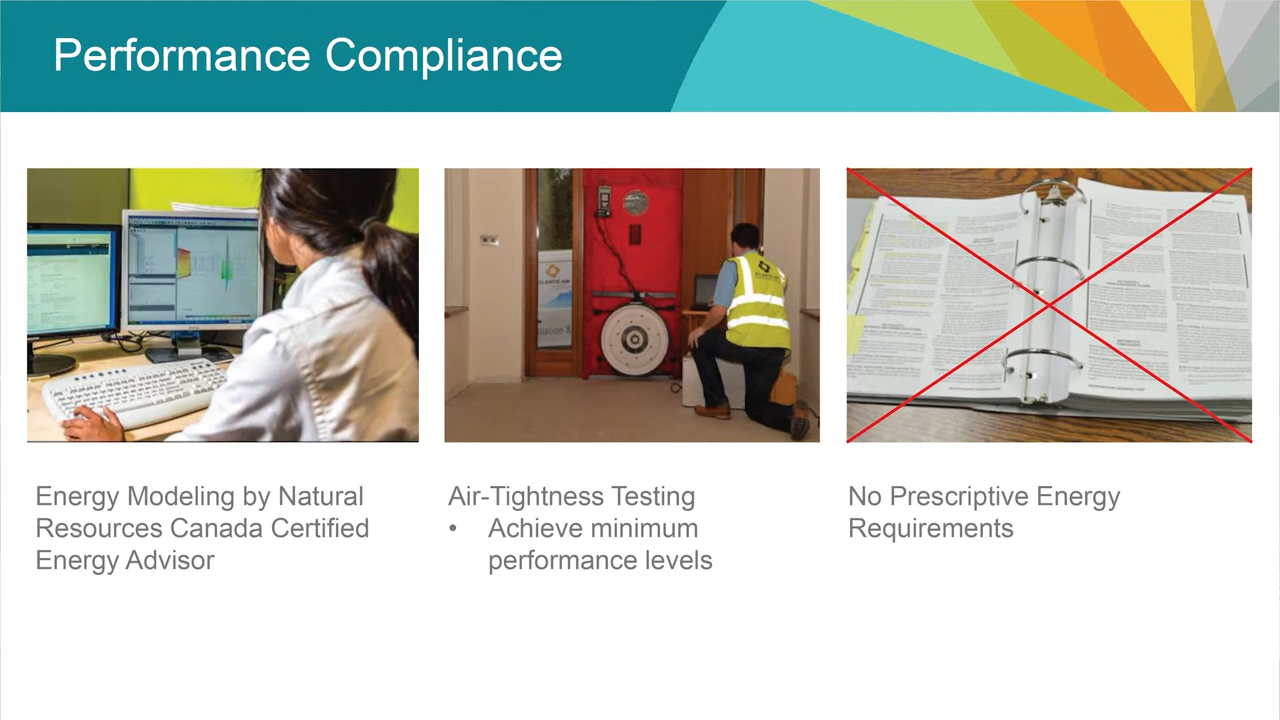 Performance Compliance
Energy Modeling by Natural
Resources Canada Certified
Energy Advisor
Air-Tightness Testing
• Achieve minimum
performance levels
No Prescriptive Energy
Requirements